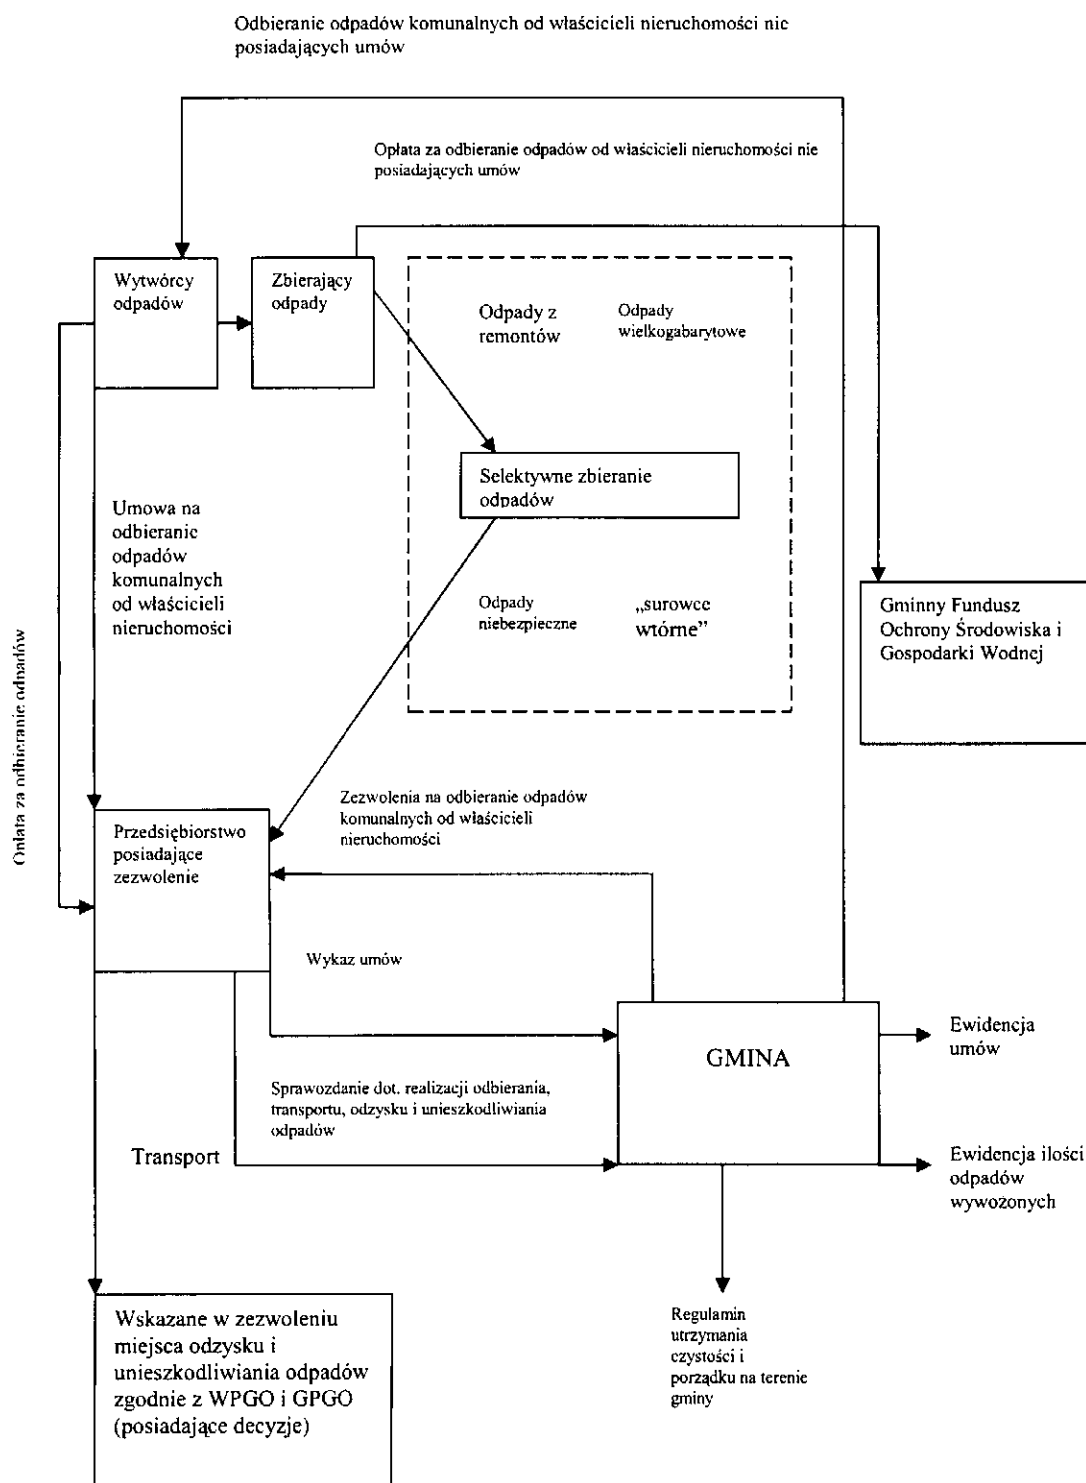 Odbieranie odpadów komunalnych od właścicieli nieruchomości nie
posiadających umów
Opłata za odbieranie odpadów od właścicieli nieruchomości nie
posiadających umów
Wytwórcy
odpadów
Zbierający
odpady
Odpady z
remontów
Odpady
wielkogabarytowe
Selektywne zbieranie
odpadów
Umowa na
odbieranie
odpadów
komunalnych
od właścicieli
nieruchomości
Odpady
niebezpieczne
„surowce
wtórne”
Gminny Fundusz
Ochrony Środowiska i
Gospodarki Wodnej
Opłata za odbieranie odpadów
Zezwolenia na odbieranie odpadów
komunalnych od właścicieli
nieruchomości
Przedsiębiorstwo
posiadające
zezwolenie
Wykaz umów
GMINA
Ewidencja
umów
Sprawozdanie dot. realizacji odbierania,
transportu, odzysku i unieszkodliwiania
odpadów
Transport
Ewidencja ilości
odpadów
wywożonych
Wskazane w zezwoleniu
miejsca odzysku i
unieszkodliwiania odpadów
zgodnie z WPGO i GPGO
(posiadające decyzje)
Regulamin
utrzymania
czystości i
porządku na terenie
gminy